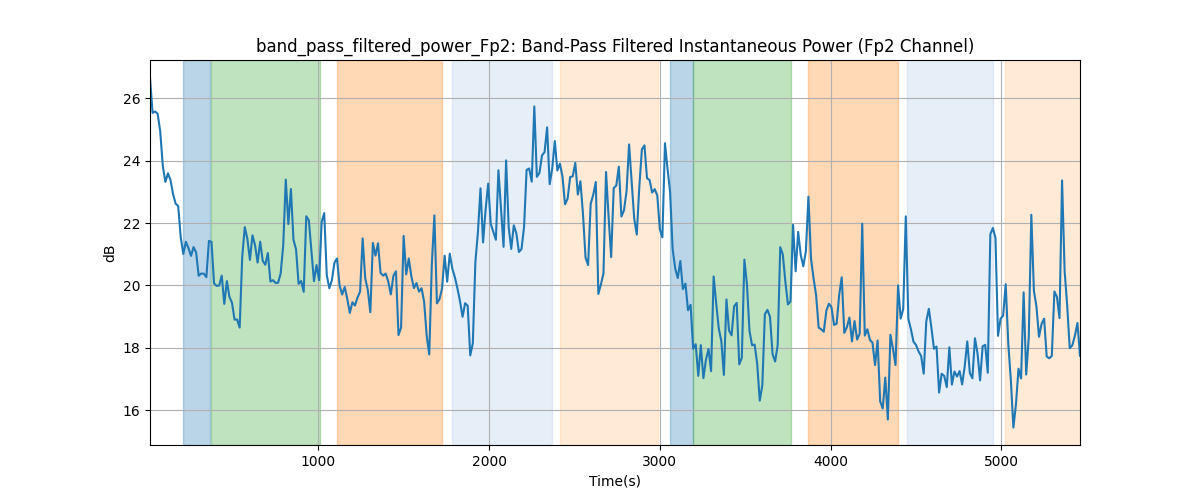 band_pass_filtered_power_Fp2: Band-Pass Filtered Instantaneous Power (Fp2 Channel)
26
24
22
20
18
16
dB
1000 2000 3000 4000 5000
Time(s)